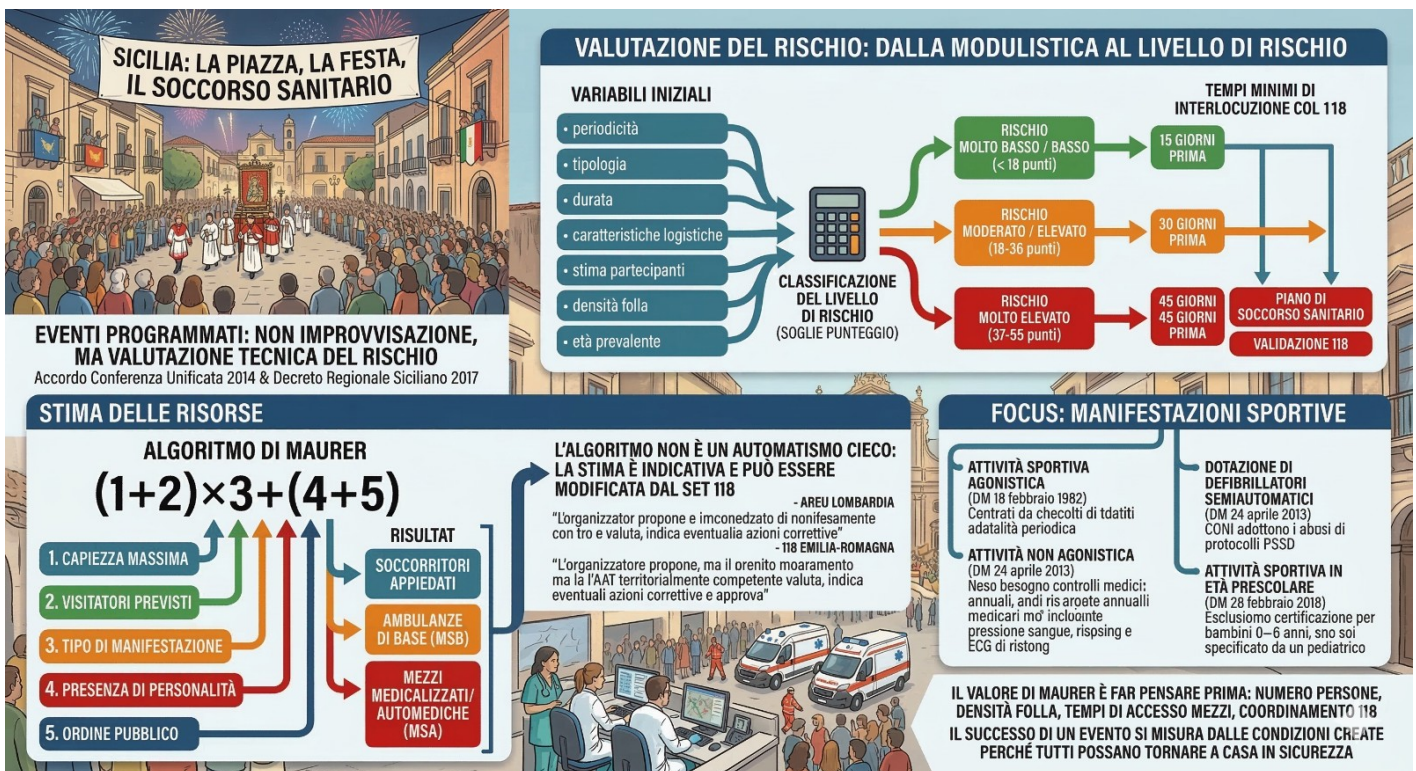 SICILIA: LA PIAZZA, LA FESTA,
IL SOCCORSO SANITARIO
EVENTI PROGRAMMATI: NON IMPROVVISAZIONE,
MA VALUTAZIONE TECNICA DEL RISCHIO
Accordo Conferenza Unificata 2014 & Decreto Regionale Siciliano 2017
VALUTAZIONE DEL RISCHIO: DALLA MODULISTICA AL LIVELLO DI RISCHIO
VARIABILI INIZIALI
• periodicità
• tipologia
• durata
• caratteristiche logistiche
• stima partecipanti
• densità folla
• età prevalente
CLASSIFICAZIONE
DEL LIVELLO
DI RISCHIO
(SOGLIE PUNTEGGIO)
RISCHIO
MOLTO BASSO / BASSO
(< 18 punti)
RISCHIO
MODERATO / ELEVATO
(18-36 punti)
RISCHIO
MOLTO ELEVATO
(37-55 punti)
TEMPI MINIMI DI
INTERLOCUZIONE COL 118
15 GIORNI
PRIMA
30 GIORNI
PRIMA
45 GIORNI
45 GIORNI
PRIMA
PIANO DI
SOCCORSO SANITARIO
VALIDAZIONE 118
STIMA DELLE RISORSE
ALGORITMO DI MAURER
(1+2)×3+(4+5)
1. CAPIEZZA MASSIMA
2. VISITATORI PREVISTI
3. TIPO DI MANIFESTAZIONE
4. PRESENZA DI PERSONALITÀ
5. ORDINE PUBBLICO
RISULTAT
SOCCORRITORI
APPIEDATI
AMBULANZE
DI BASE (MSB)
MEZZI
MEDICALIZZATI/
AUTOMEDICHE
(MSA)
L'ALGORITMO NON È UN AUTOMATISMO CIECO:
LA STIMA È INDICATIVA E PUÒ ESSERE
MODIFICATA DAL SET 118
- AREU LOMBARDIA
"L'organizzator propone e imconedzato di nonifesamente
con tro e valuta, indica eventualia azioni correttive"
- 118 EMILIA-ROMAGNA
"L'organizzatore propone, ma il orenito moaramento
ma la l'AAT territorialmente competente valuta, indica
eventuali azioni correttive e approva"
FOCUS: MANIFESTAZIONI SPORTIVE
• ATTIVITÀ SPORTIVA
AGONISTICA
(DM 18 febbraio 1982)
Centrati da checolti di tdatiti
adatalità periodica
• ATTIVITÀ NON AGONISTICA
(DM 24 aprile 2013)
Neso besogno controlli medici:
annuali, andi ris aroete annualli
medicari mo' incloonte
pressione sangue, rispsing e
ECG di ristong
• DOTAZIONE DI
DEFIBRILLATORI
SEMIAUTOMATICI
(DM 24 aprile 2013)
CONI adottono i abusi di
protocolli PSSD
• ATTIVITÀ SPORTIVA IN
ETÀ PRESCOLARE
(DM 28 febbraio 2018)
Esclusiomo certificazione per
bambini 0–6 anni, sno soi
specificato da un pediatrico
IL VALORE DI MAURER È FAR PENSARE PRIMA: NUMERO PERSONE,
DENSITÀ FOLLA, TEMPI DI ACCESSO MEZZI, COORDINAMENTO 118
IL SUCCESSO DI UN EVENTO SI MISURA DALLE CONDIZIONI CREATE
PERCHÉ TUTTI POSSANO TORNARE A CASA IN SICUREZZA